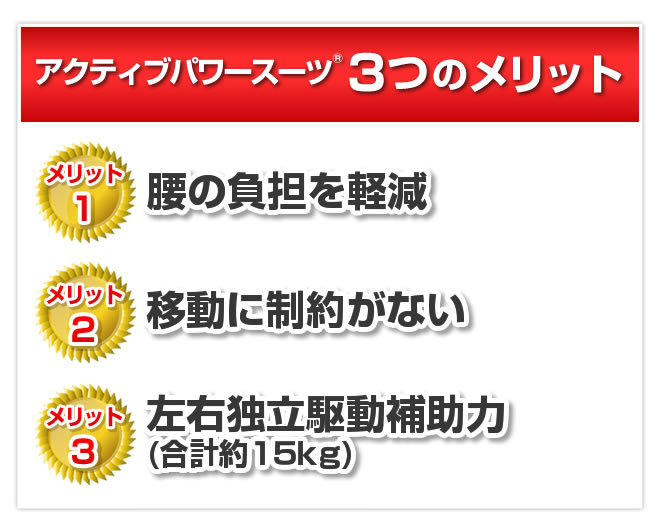 アクティブパワースーツ® 3つのメリット
メリット
1
腰の負担を軽減
メリット
2
移動に制約がない
メリット
3
左右独立駆動補助力
(合計約15kg)